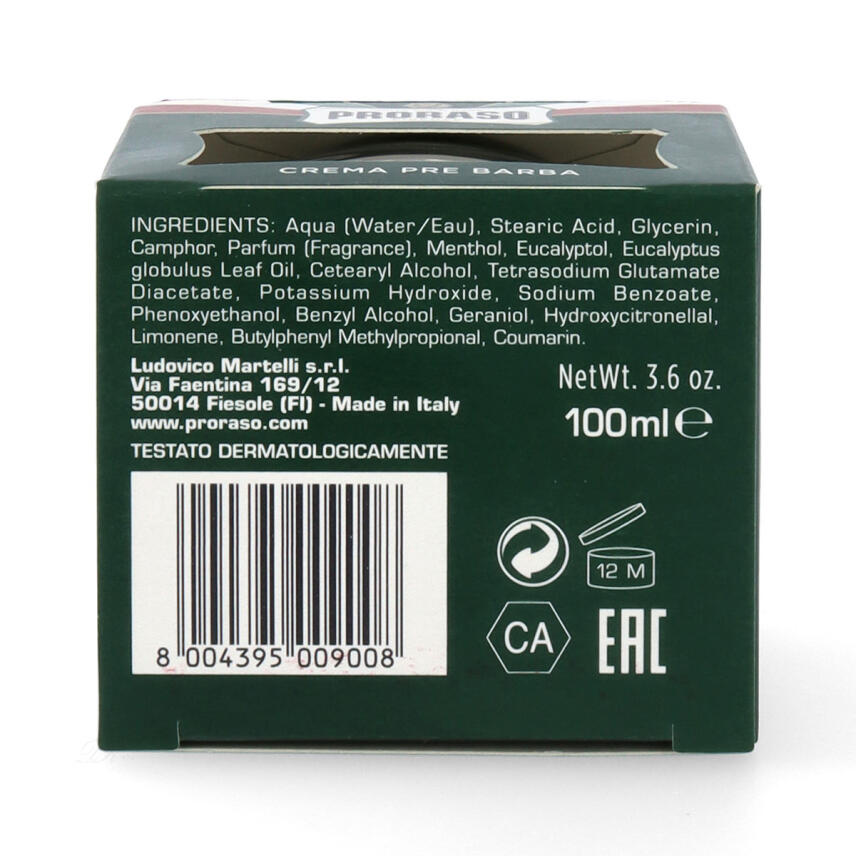 PRORASO
CREMA PRE BARBA
INGREDIENTS: Aqua (Water/Eau), Stearic Acid, Glycerin,
Camphor, Parfum (Fragrance), Menthol, Eucalyptol, Eucalyptus
globulus Leaf Oil, Cetearyl Alcohol, Tetrasodium Glutamate
Diacetate, Potassium Hydroxide, Sodium Benzoate,
Phenoxyethanol, Benzyl Alcohol, Geraniol, Hydroxycitronellal,
Limonene, Butylphenyl Methylpropional, Coumarin.
Ludovico Martelli s.r.l.
Via Faentina 169/12
50014 Fiesole (FI) - Made in Italy
www.proraso.com
TESTATO DERMATOLOGICAMENTE
NetWt. 3.6 oz.
100ml ℮
8 004395 009008
12 M
CA
EAC